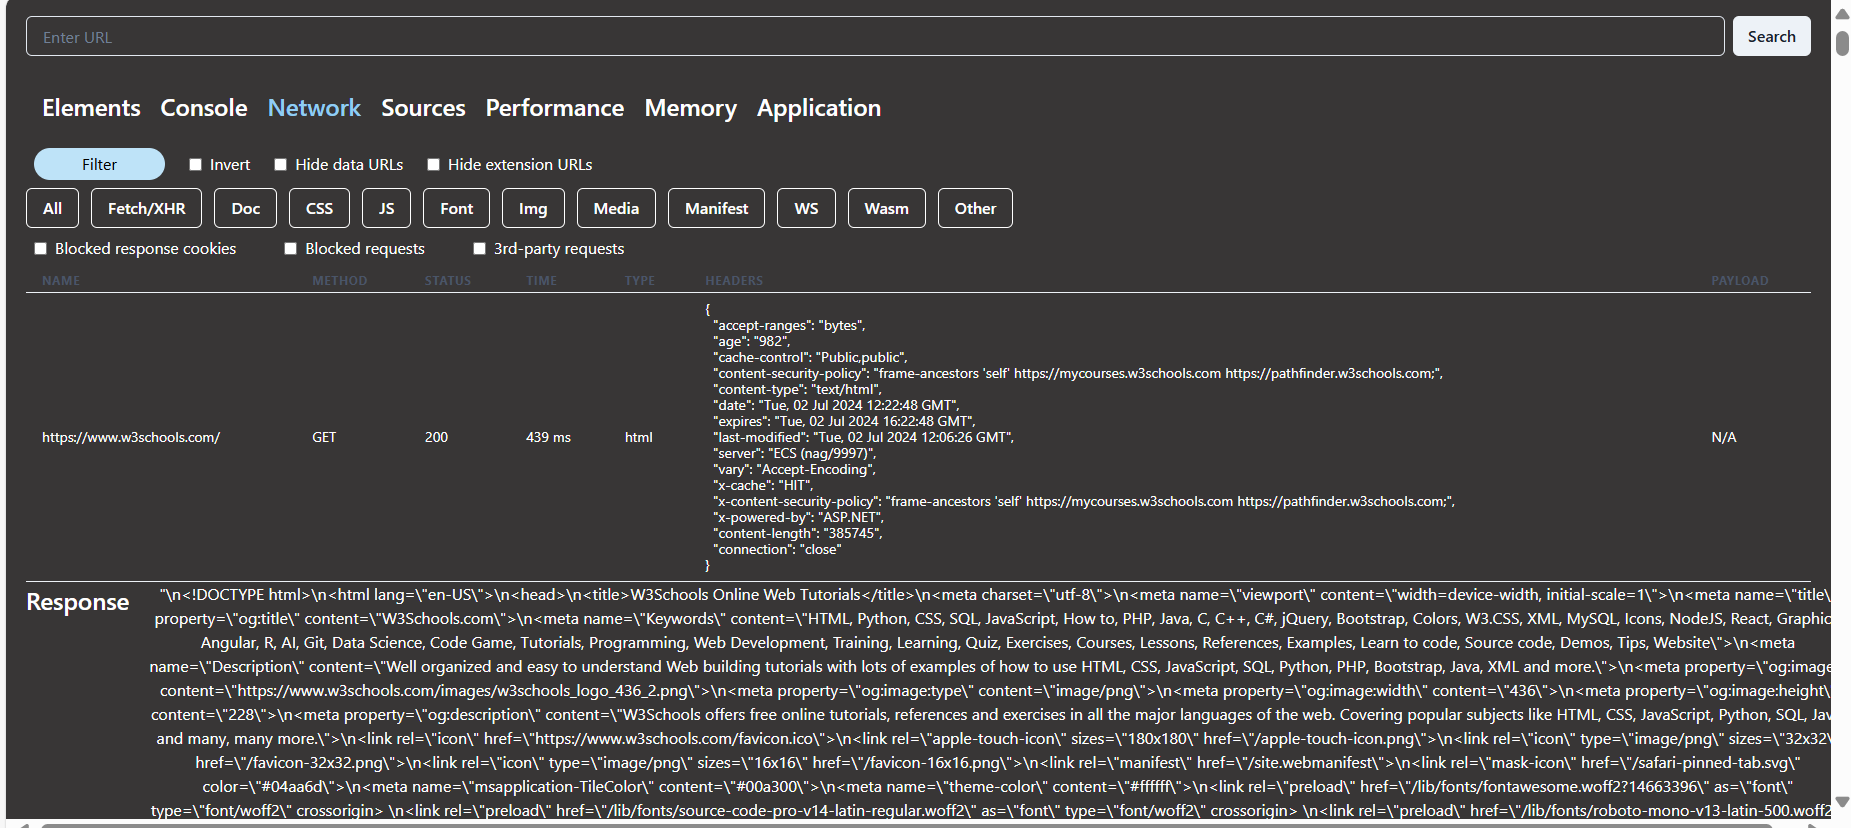 Enter URL
Search
Elements Console Network Sources Performance Memory Application
Filter Invert Hide data URLs Hide extension URLs
All Fetch/XHR Doc CSS JS Font Img Media Manifest WS Wasm Other
Blocked response cookies Blocked requests 3rd-party requests
NAME METHOD STATUS TIME TYPE HEADERS PAYLOAD
https://www.w3schools.com/ GET 200 439 ms html
{
"accept-ranges": "bytes",
"age": "982",
"cache-control": "Public,public",
"content-security-policy": "frame-ancestors 'self' https://mycourses.w3schools.com https://pathfinder.w3schools.com;",
"content-type": "text/html",
"date": "Tue, 02 Jul 2024 12:22:48 GMT",
"expires": "Tue, 02 Jul 2024 16:22:48 GMT",
"last-modified": "Tue, 02 Jul 2024 12:06:26 GMT",
"server": "ECS (nag/9997)",
"vary": "Accept-Encoding",
"x-cache": "HIT",
"x-content-security-policy": "frame-ancestors 'self' https://mycourses.w3schools.com https://pathfinder.w3schools.com;",
"x-powered-by": "ASP.NET",
"content-length": "385745",
"connection": "close"
}
N/A
Response
"\n<!DOCTYPE html>\n<html lang=\"en-US\">\n<head>\n<title>W3Schools Online Web Tutorials</title>\n<meta charset=\"utf-8\">\n<meta name=\"viewport\" content=\"width=device-width, initial-scale=1\">\n<meta name=\"title\"
property=\"og:title\" content=\"W3Schools.com\">\n<meta name=\"Keywords\" content=\"HTML, Python, CSS, SQL, JavaScript, How to, PHP, Java, C, C++, C#, jQuery, Bootstrap, Colors, W3.CSS, XML, MySQL, Icons, NodeJS, React, Graphic
Angular, R, AI, Git, Data Science, Code Game, Tutorials, Programming, Web Development, Training, Learning, Quiz, Exercises, Courses, Lessons, References, Examples, Learn to code, Source code, Demos, Tips, Website\">\n<meta
name=\"Description\" content=\"Well organized and easy to understand Web building tutorials with lots of examples of how to use HTML, CSS, JavaScript, SQL, Python, PHP, Bootstrap, Java, XML and more.\">\n<meta property=\"og:image
content=\"https://www.w3schools.com/images/w3schools_logo_436_2.png\">\n<meta property=\"og:image:type\" content=\"image/png\">\n<meta property=\"og:image:width\" content=\"436\">\n<meta property=\"og:image:height\
content=\"228\">\n<meta property=\"og:description\" content=\"W3Schools offers free online tutorials, references and exercises in all the major languages of the web. Covering popular subjects like HTML, CSS, JavaScript, Python, SQL, Jav
and many, many more.\">\n<link rel=\"icon\" href=\"https://www.w3schools.com/favicon.ico\">\n<link rel=\"apple-touch-icon\" sizes=\"180x180\" href=\"/apple-touch-icon.png\">\n<link rel=\"icon\" type=\"image/png\" sizes=\"32x32\
href=\"/favicon-32x32.png\">\n<link rel=\"icon\" type=\"image/png\" sizes=\"16x16\" href=\"/favicon-16x16.png\">\n<link rel=\"manifest\" href=\"/site.webmanifest\">\n<link rel=\"mask-icon\" href=\"/safari-pinned-tab.svg\"
color=\"#04aa6d\">\n<meta name=\"msapplication-TileColor\" content=\"#00a300\">\n<meta name=\"theme-color\" content=\"#ffffff\">\n<link rel=\"preload\" href=\"/lib/fonts/fontawesome.woff2?14663396\" as=\"font\"
type=\"font/woff2\" crossorigin> \n<link rel=\"preload\" href=\"/lib/fonts/source-code-pro-v14-latin-regular.woff2\" as=\"font\" type=\"font/woff2\" crossorigin> \n<link rel=\"preload\" href=\"/lib/fonts/roboto-mono-v13-latin-500.woff2